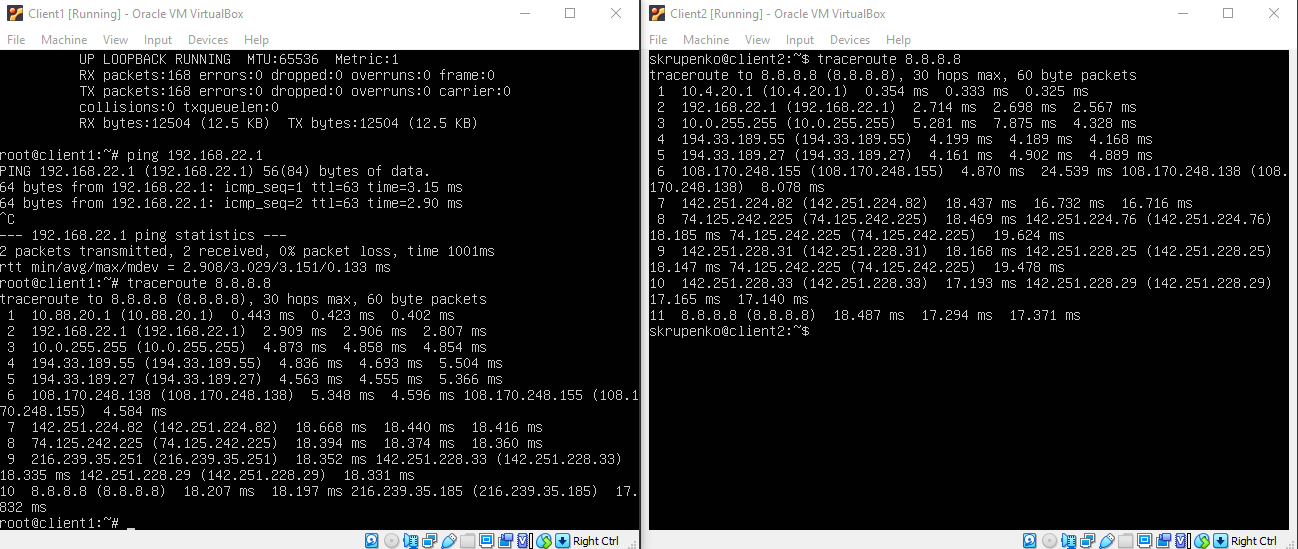 Client1 [Running] - Oracle VM VirtualBox
File Machine View Input Devices Help
UP LOOPBACK RUNNING  MTU:65536  Metric:1
RX packets:168 errors:0 dropped:0 overruns:0 frame:0
TX packets:168 errors:0 dropped:0 overruns:0 carrier:0
collisions:0 txqueuelen:0
RX bytes:12504 (12.5 KB)  TX bytes:12504 (12.5 KB)
root@client1:~# ping 192.168.22.1
PING 192.168.22.1 (192.168.22.1) 56(84) bytes of data.
64 bytes from 192.168.22.1: icmp_seq=1 ttl=63 time=3.15 ms
64 bytes from 192.168.22.1: icmp_seq=2 ttl=63 time=2.90 ms
^C
--- 192.168.22.1 ping statistics ---
2 packets transmitted, 2 received, 0% packet loss, time 1001ms
rtt min/avg/max/mdev = 2.908/3.029/3.151/0.133 ms
root@client1:~# traceroute 8.8.8.8
traceroute to 8.8.8.8 (8.8.8.8), 30 hops max, 60 byte packets
1  10.88.20.1 (10.88.20.1)  0.443 ms  0.423 ms  0.402 ms
2  192.168.22.1 (192.168.22.1)  2.909 ms  2.906 ms  2.807 ms
3  10.0.255.255 (10.0.255.255)  4.873 ms  4.858 ms  4.854 ms
4  194.33.189.55 (194.33.189.55)  4.836 ms  4.693 ms  5.504 ms
5  194.33.189.27 (194.33.189.27)  4.563 ms  4.555 ms  5.366 ms
6  108.170.248.138 (108.170.248.138)  5.348 ms  4.596 ms 108.170.248.155 (108.1
70.248.155)  4.584 ms
7  142.251.224.82 (142.251.224.82)  18.668 ms  18.440 ms  18.416 ms
8  74.125.242.225 (74.125.242.225)  18.394 ms  18.374 ms  18.360 ms
9  216.239.35.251 (216.239.35.251)  18.352 ms 142.251.228.33 (142.251.228.33)
18.335 ms 142.251.228.29 (142.251.228.29)  18.331 ms
10  8.8.8.8 (8.8.8.8)  18.207 ms  18.197 ms 216.239.35.185 (216.239.35.185)  17.
832 ms
root@client1:~# _
Right Ctrl
Client2 [Running] - Oracle VM VirtualBox
File Machine View Input Devices Help
skrupenko@client2:~$ traceroute 8.8.8.8
traceroute to 8.8.8.8 (8.8.8.8), 30 hops max, 60 byte packets
1  10.4.20.1 (10.4.20.1)  0.354 ms  0.333 ms  0.325 ms
2  192.168.22.1 (192.168.22.1)  2.714 ms  2.698 ms  2.567 ms
3  10.0.255.255 (10.0.255.255)  5.281 ms  7.875 ms  4.328 ms
4  194.33.189.55 (194.33.189.55)  4.199 ms  4.189 ms  4.168 ms
5  194.33.189.27 (194.33.189.27)  4.161 ms  4.902 ms  4.889 ms
6  108.170.248.155 (108.170.248.155)  4.870 ms  24.539 ms 108.170.248.138 (108.
170.248.138)  8.078 ms
7  142.251.224.82 (142.251.224.82)  18.437 ms  16.732 ms  16.716 ms
8  74.125.242.225 (74.125.242.225)  18.469 ms 142.251.224.76 (142.251.224.76)
18.185 ms 74.125.242.225 (74.125.242.225)  19.624 ms
9  142.251.228.31 (142.251.228.31)  18.168 ms 142.251.228.25 (142.251.228.25)
18.147 ms 74.125.242.225 (74.125.242.225)  19.478 ms
10  142.251.228.33 (142.251.228.33)  17.193 ms 142.251.228.29 (142.251.228.29)
17.165 ms  17.140 ms
11  8.8.8.8 (8.8.8.8)  18.487 ms  17.294 ms  17.371 ms
skrupenko@client2:~$
Right Ctrl